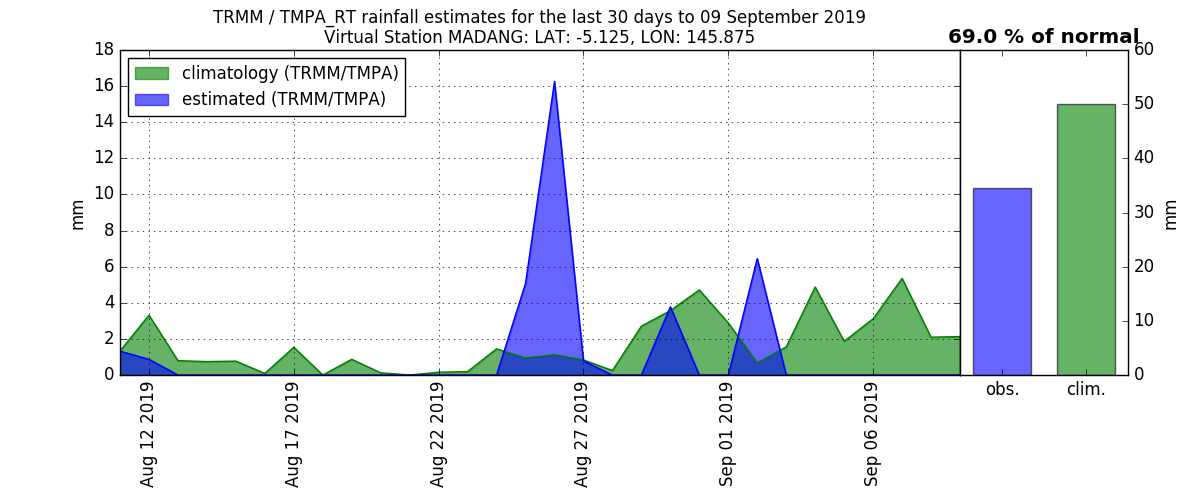 TRMM / TMPA_RT rainfall estimates for the last 30 days to 09 September 2019
Virtual Station MADANG: LAT: -5.125, LON: 145.875
69.0 % of normal
climatology (TRMM/TMPA)
estimated (TRMM/TMPA)
18
16
14
12
10
8
6
4
2
0
mm
Aug 12 2019
Aug 17 2019
Aug 22 2019
Aug 27 2019
Sep 01 2019
Sep 06 2019
obs.
clim.
60
50
40
30
20
10
0
mm